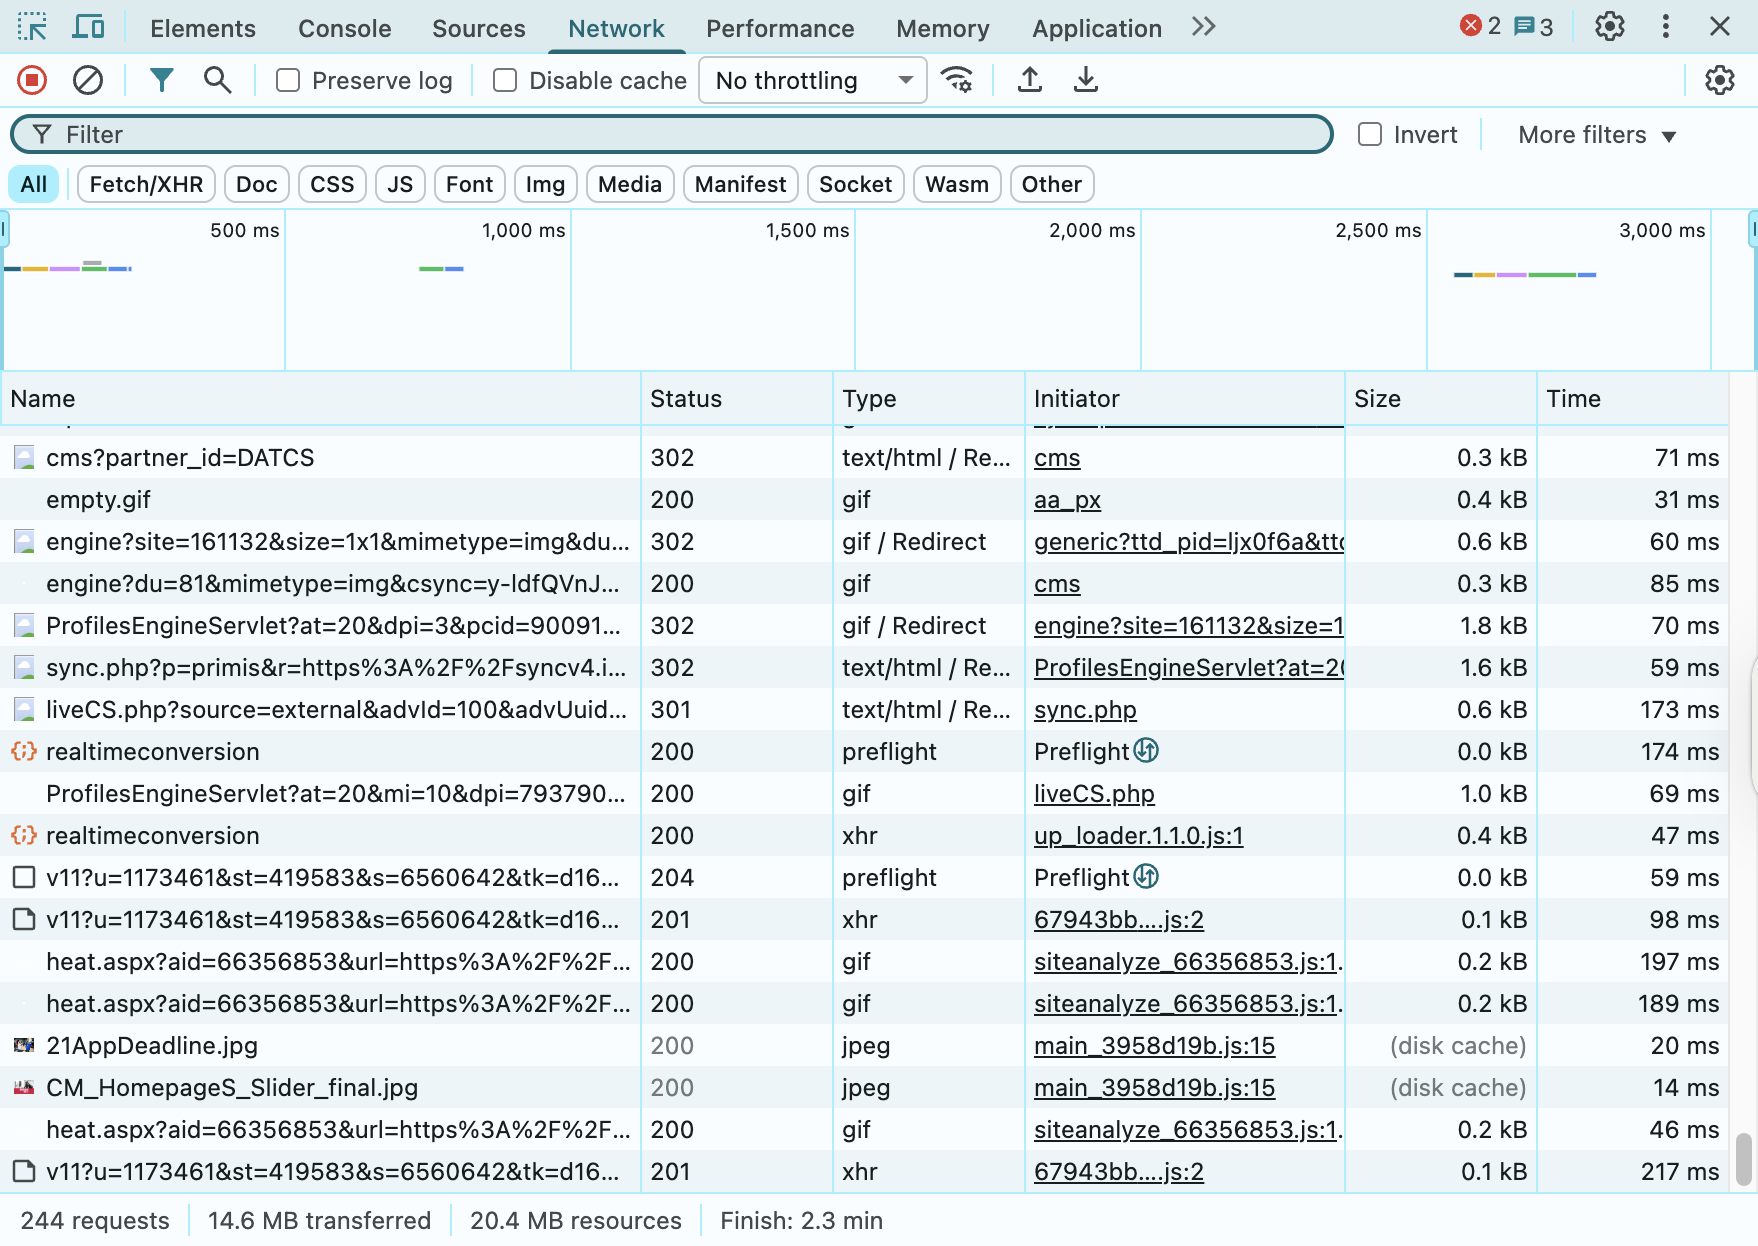 Elements Console Sources Network Performance Memory Application 2 3
Preserve log Disable cache No throttling
Filter Invert More filters
All Fetch/XHR Doc CSS JS Font Img Media Manifest Socket Wasm Other
500 ms 1,000 ms 1,500 ms 2,000 ms 2,500 ms 3,000 ms
Name Status Type Initiator Size Time
cms?partner_id=DATCS 302 text/html / Re... cms 0.3 kB 71 ms
empty.gif 200 gif aa_px 0.4 kB 31 ms
engine?site=161132&size=1x1&mimetype=img&du... 302 gif / Redirect generic?ttd_pid=ljx0f6a&ttd 0.6 kB 60 ms
engine?du=81&mimetype=img&csync=y-ldfQVnJ... 200 gif cms 0.3 kB 85 ms
ProfilesEngineServlet?at=20&dpi=3&pcid=90091... 302 gif / Redirect engine?site=161132&size=1 1.8 kB 70 ms
sync.php?p=primis&r=https%3A%2F%2Fsyncv4.i... 302 text/html / Re... ProfilesEngineServlet?at=20 1.6 kB 59 ms
liveCS.php?source=external&advId=100&advUuid... 301 text/html / Re... sync.php 0.6 kB 173 ms
realtimeconversion 200 preflight Preflight 0.0 kB 174 ms
ProfilesEngineServlet?at=20&mi=10&dpi=793790... 200 gif liveCS.php 1.0 kB 69 ms
realtimeconversion 200 xhr up_loader.1.1.0.js:1 0.4 kB 47 ms
v11?u=1173461&st=419583&s=6560642&tk=d16... 204 preflight Preflight 0.0 kB 59 ms
v11?u=1173461&st=419583&s=6560642&tk=d16... 201 xhr 67943bb....js:2 0.1 kB 98 ms
heat.aspx?aid=66356853&url=https%3A%2F%2F... 200 gif siteanalyze_66356853.js:1. 0.2 kB 197 ms
heat.aspx?aid=66356853&url=https%3A%2F%2F... 200 gif siteanalyze_66356853.js:1. 0.2 kB 189 ms
21AppDeadline.jpg 200 jpeg main_3958d19b.js:15 (disk cache) 20 ms
CM_HomepageS_Slider_final.jpg 200 jpeg main_3958d19b.js:15 (disk cache) 14 ms
heat.aspx?aid=66356853&url=https%3A%2F%2F... 200 gif siteanalyze_66356853.js:1. 0.2 kB 46 ms
v11?u=1173461&st=419583&s=6560642&tk=d16... 201 xhr 67943bb....js:2 0.1 kB 217 ms
244 requests 14.6 MB transferred 20.4 MB resources Finish: 2.3 min